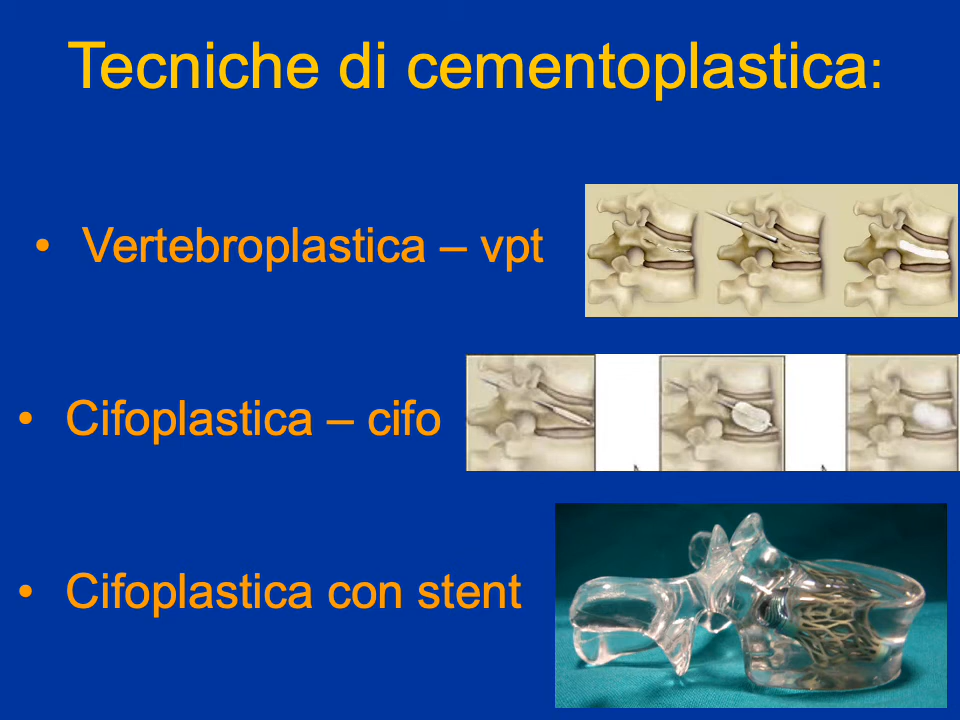 Tecniche di cementoplastica:
• Vertebroplastica – vpt
• Cifoplastica – cifo
• Cifoplastica con stent